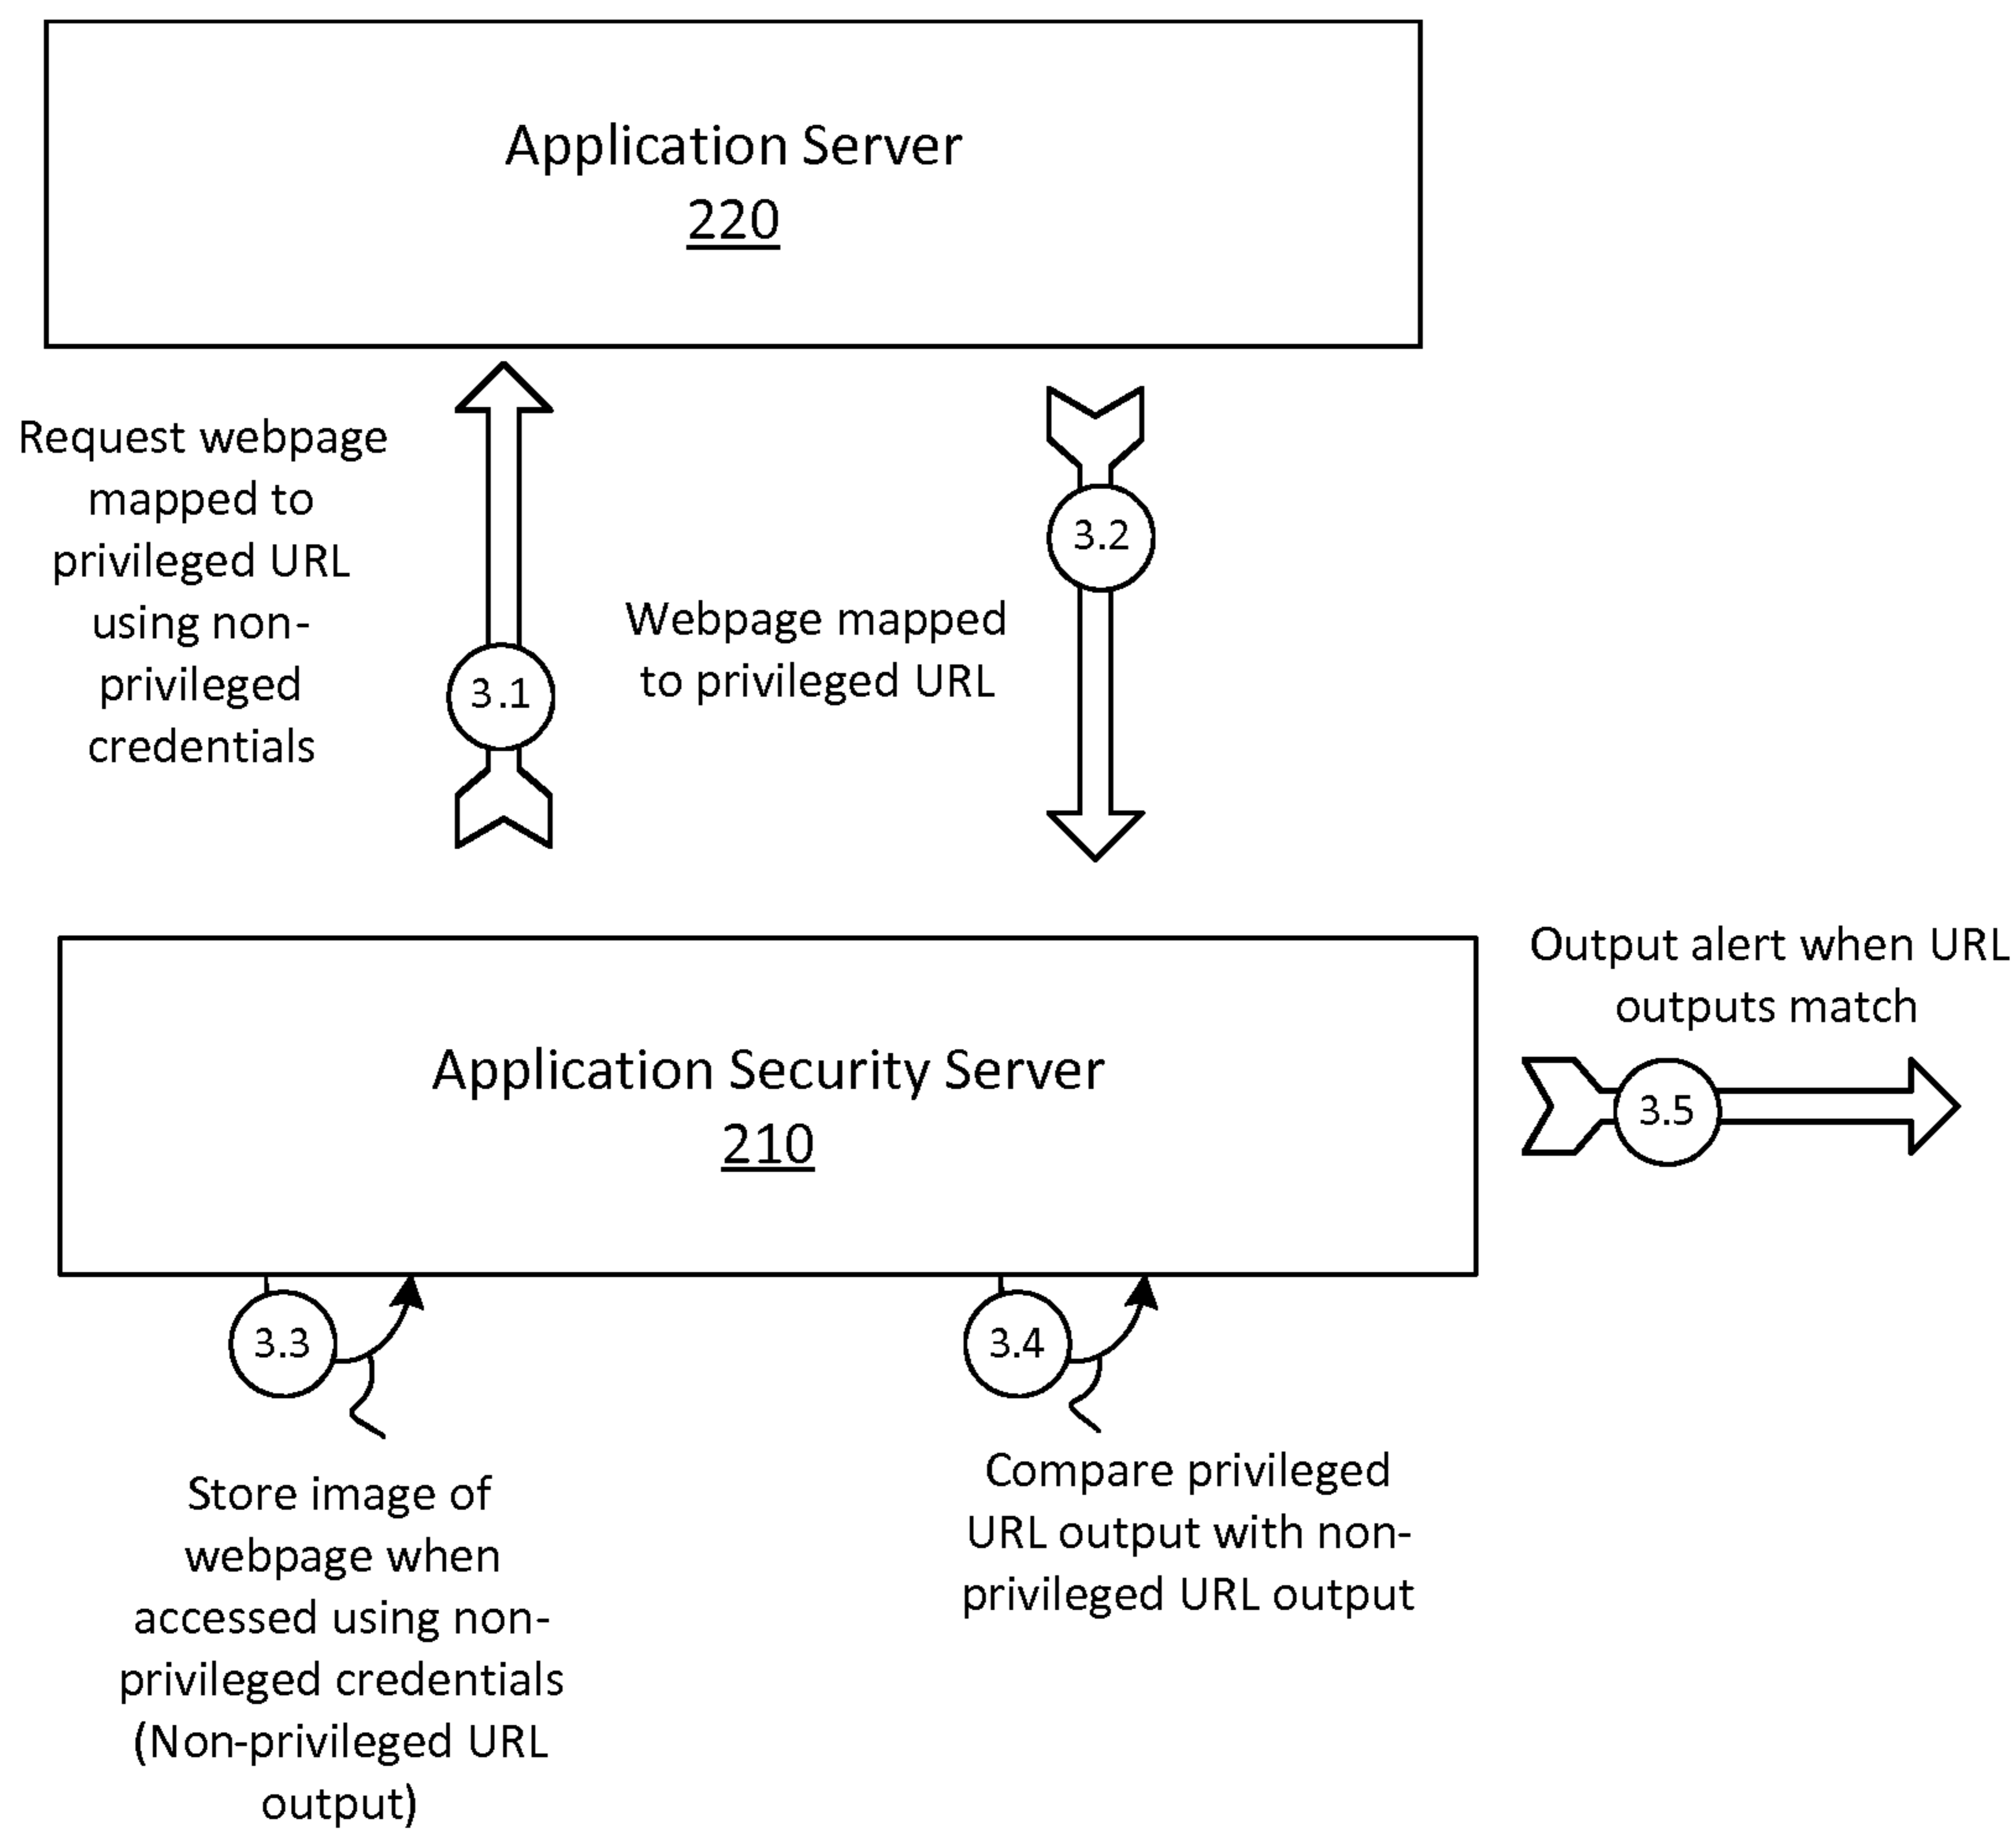 Application Server
220
Request webpage
mapped to
privileged URL
using non-
privileged
credentials
3.1
Webpage mapped
to privileged URL
3.2
Application Security Server
210
Output alert when URL
outputs match
3.5
3.3
Store image of
webpage when
accessed using non-
privileged credentials
(Non-privileged URL
output)
3.4
Compare privileged
URL output with non-
privileged URL output